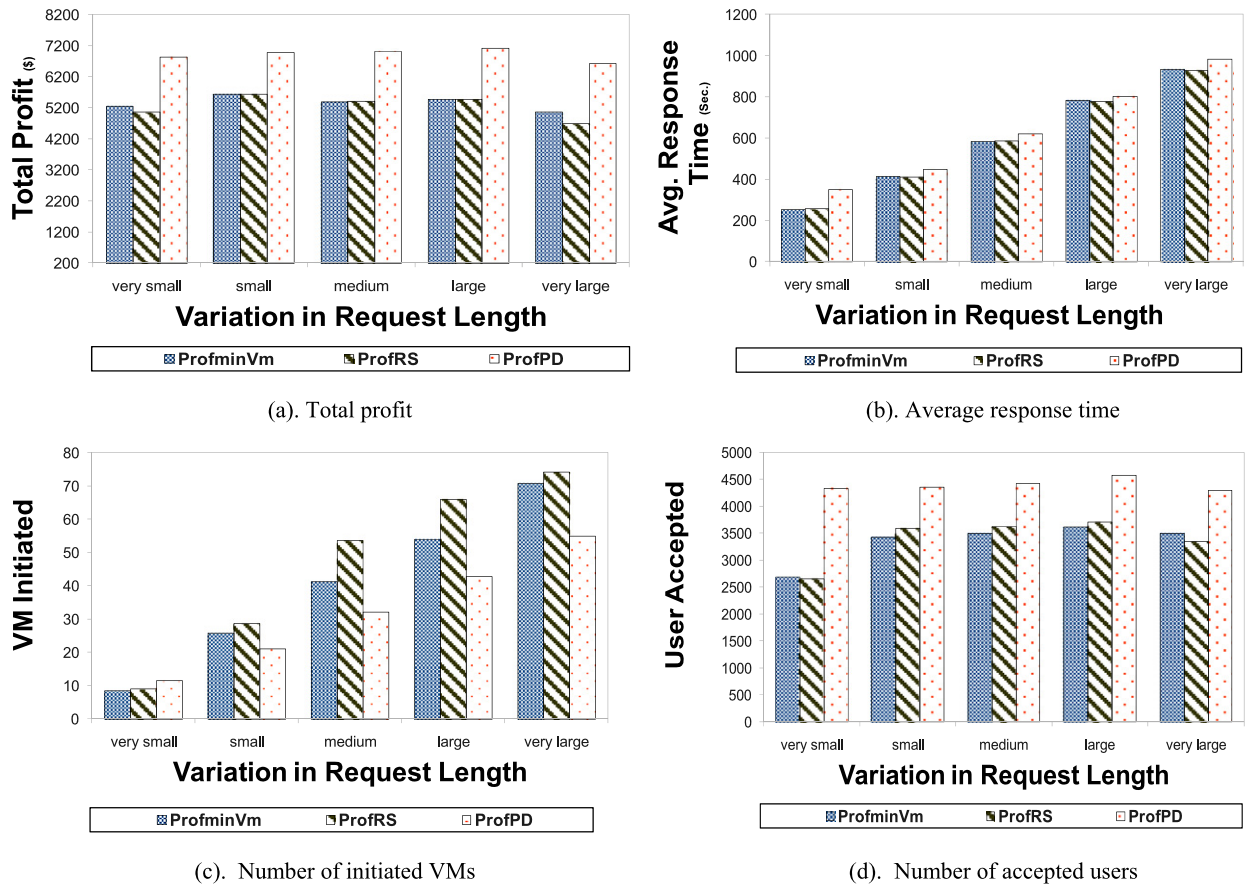 8200
7200
6200
5200
4200
3200
2200
1200
200
Total Profit ($)
very small small medium large very large
Variation in Request Length
ProfminVm ProfRS ProfPD
(a). Total profit
1200
1000
800
600
400
200
0
Avg. Response
Time (Sec.)
very small small medium large very large
Variation in Request Length
ProfminVm ProfRS ProfPD
(b). Average response time
80
70
60
50
40
30
20
10
0
VM Initiated
very small small medium large very large
Variation in Request Length
ProfminVm ProfRS ProfPD
(c). Number of initiated VMs
5000
4500
4000
3500
3000
2500
2000
1500
1000
500
0
User Accepted
very small small medium large very large
Variation in Request Length
ProfminVm ProfRS ProfPD
(d). Number of accepted users